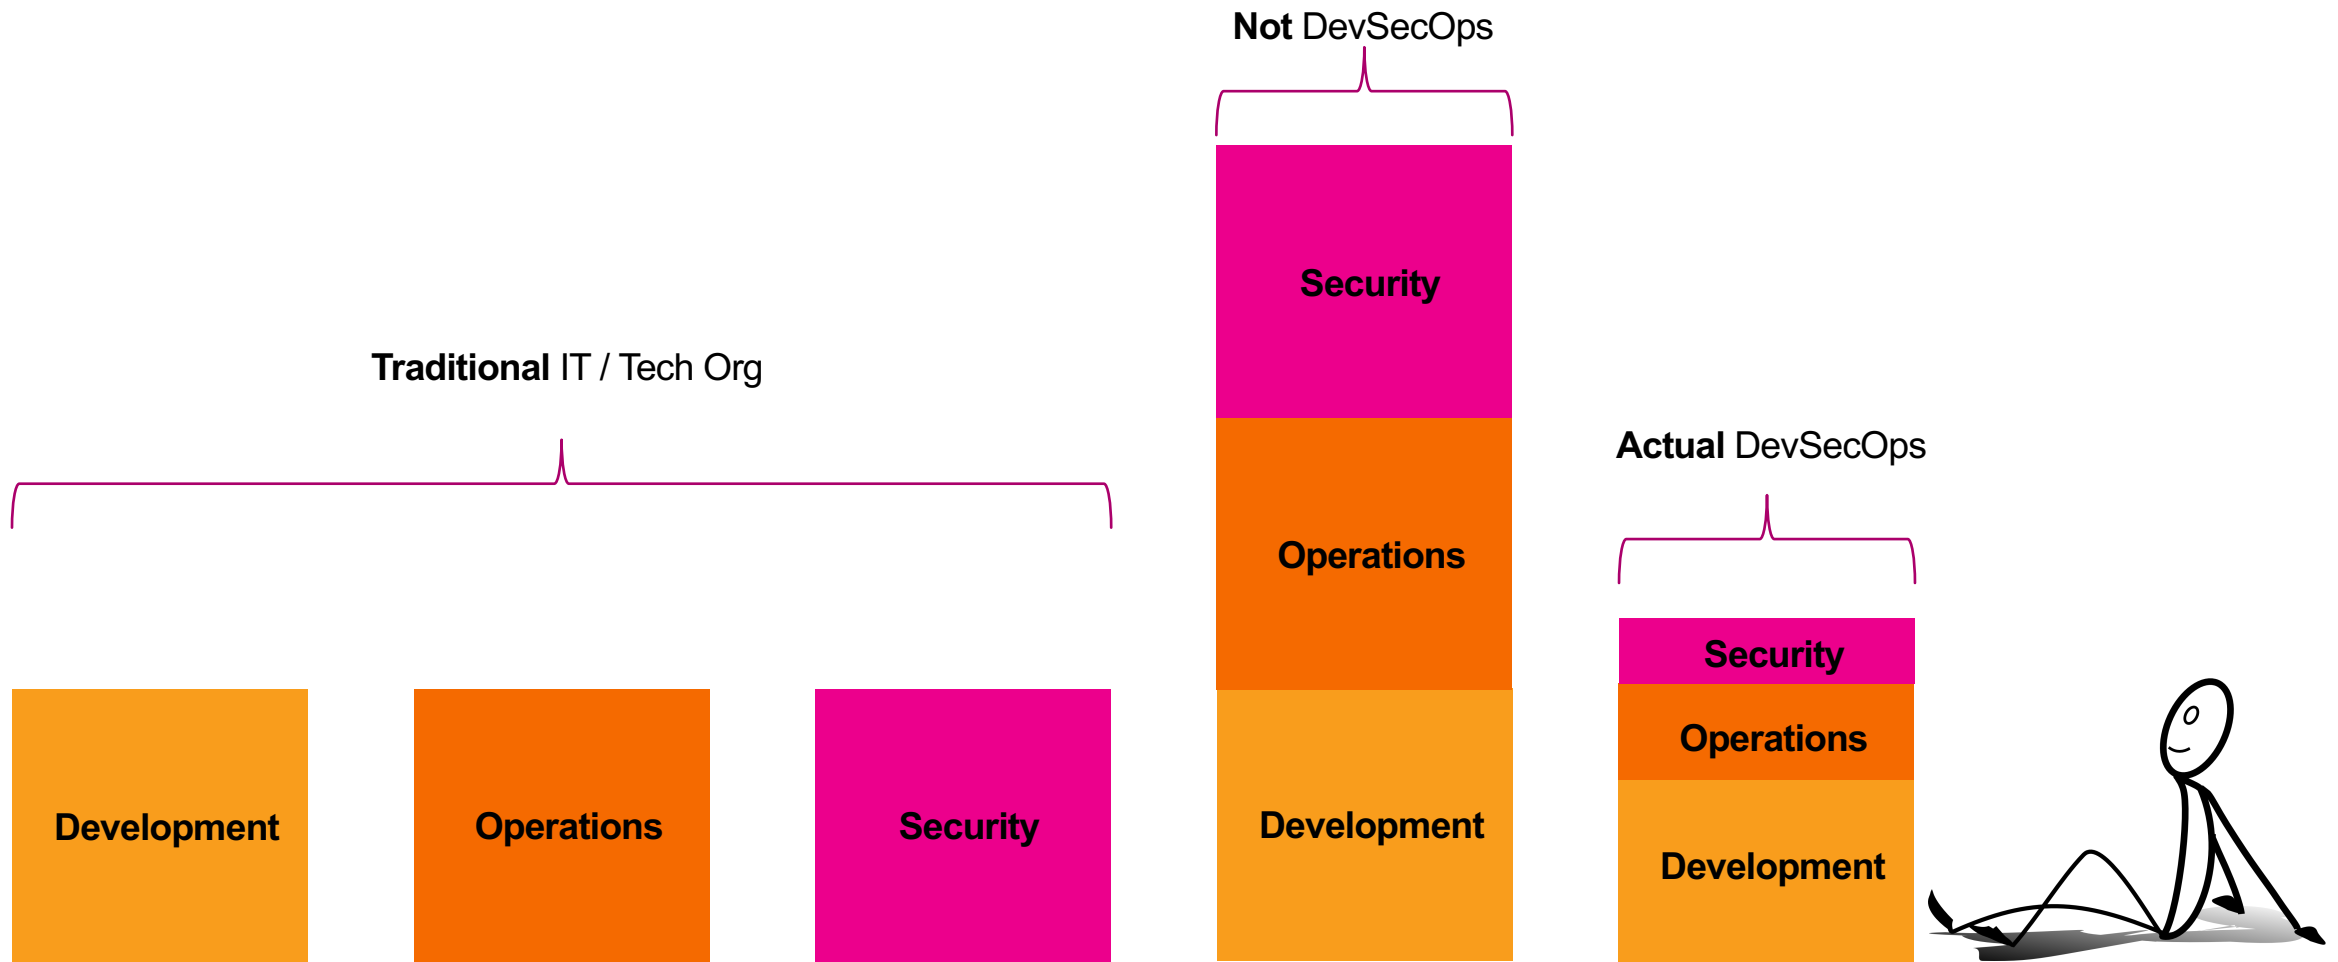 Not DevSecOps
Traditional IT / Tech Org
Actual DevSecOps
Development
Operations
Security
Security
Operations
Development
Security
Operations
Development